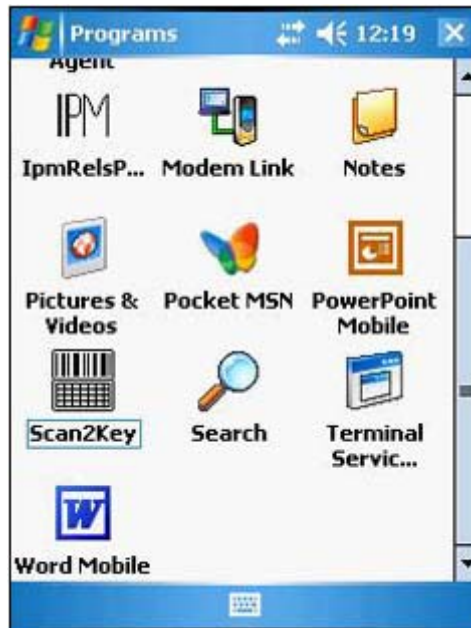 Programs 12:19
Agent
IPM
IpmRelsP... Modem Link Notes
Pictures & Videos Pocket MSN PowerPoint Mobile
Scan2Key Search Terminal Servic...
W
Word Mobile